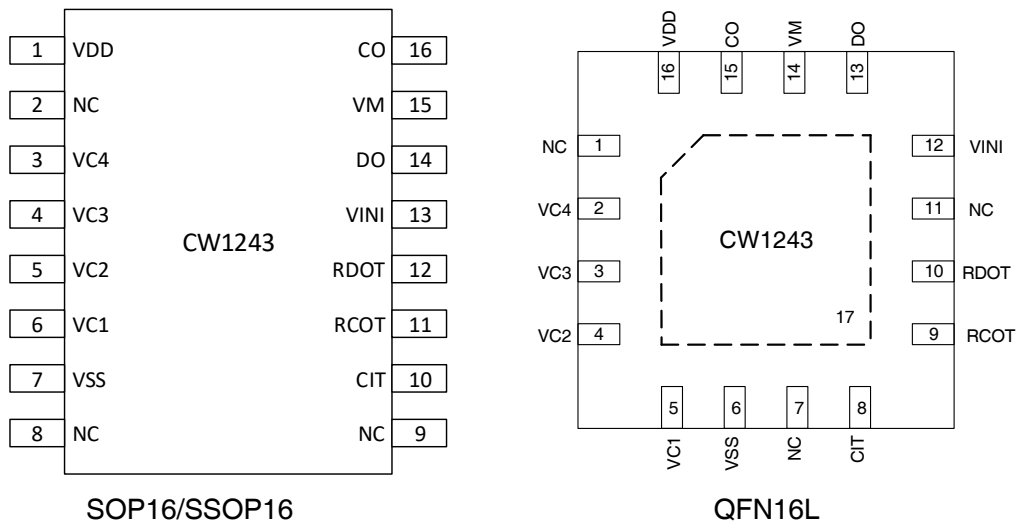 1 VDD CO 16
2 NC VM 15
3 VC4 DO 14
4 VC3 VINI 13
CW1243
5 VC2 RDOT 12
6 VC1 RCOT 11
7 VSS CIT 10
8 NC NC 9
SOP16/SSOP16
VDD CO VM DO
16 15 14 13
NC 1 12 VINI
VC4 2 11 NC
CW1243
VC3 3 10 RDOT
17
VC2 4 9 RCOT
5 6 7 8
VC1 VSS NC CIT
QFN16L